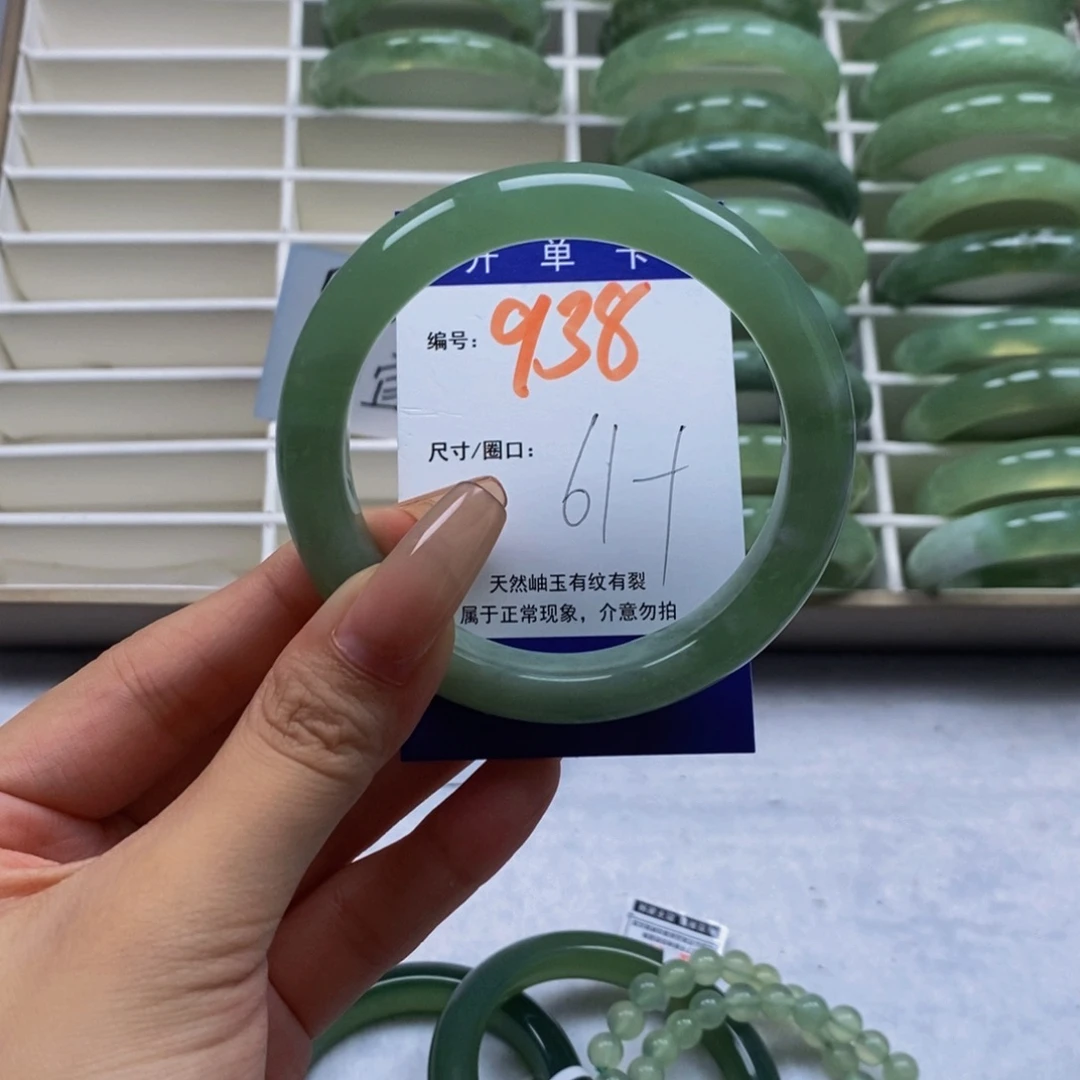 开单卡
编号: 938
尺寸/圈口: 61+
天然岫玉有纹有裂
属于正常现象，介意勿拍